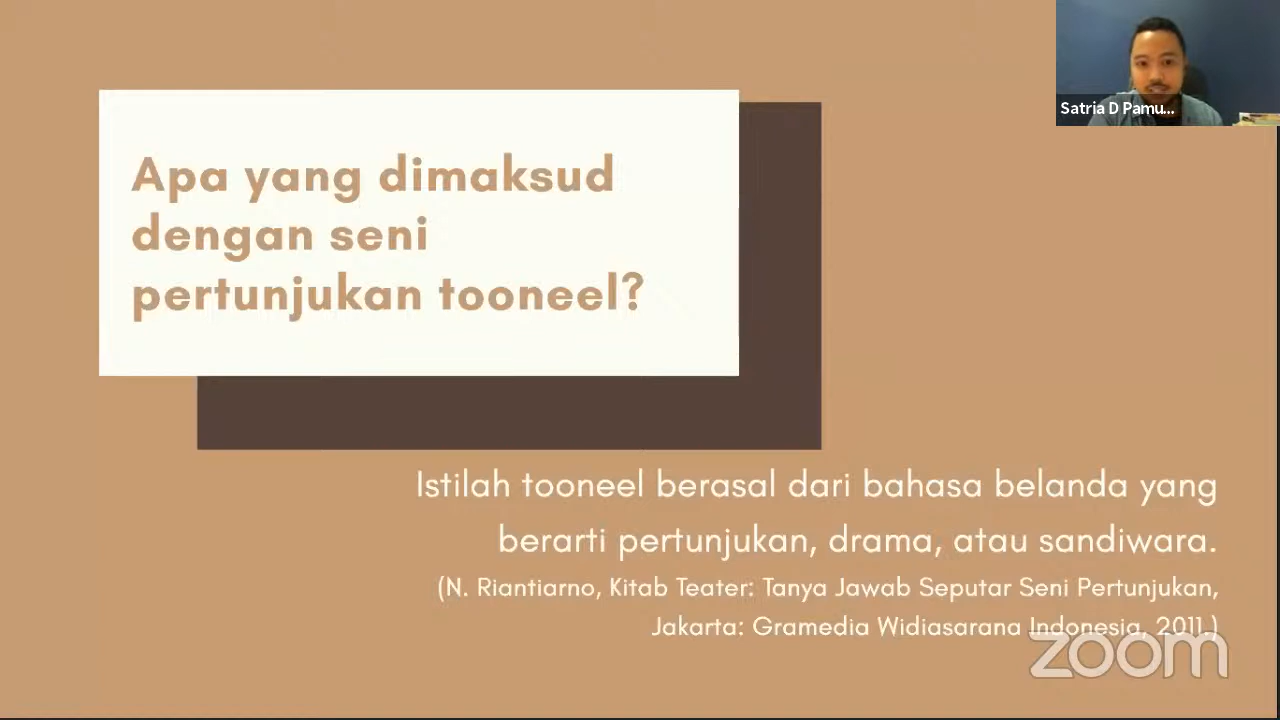 Satria D Pamu...
Apa yang dimaksud
dengan seni
pertunjukan tooneel?
Istilah tooneel berasal dari bahasa belanda yang
berarti pertunjukan, drama, atau sandiwara.
(N. Riantiarno, Kitab Teater: Tanya Jawab Seputar Seni Pertunjukan,
Jakarta: Gramedia Widiasarana Indonesia, 2011.)
zoom